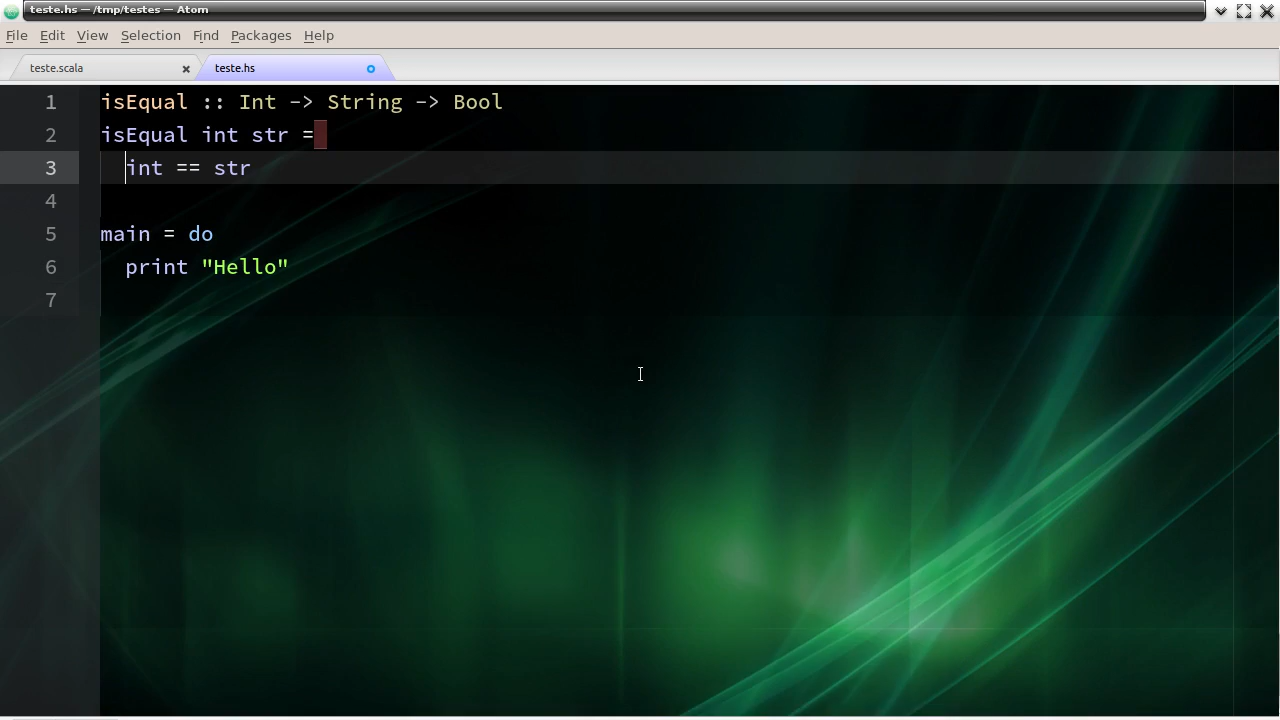 teste.hs — /tmp/testes — Atom
File Edit View Selection Find Packages Help
teste.scala teste.hs
1 isEqual :: Int -> String -> Bool
2 isEqual int str =
3   int == str
4
5 main = do
6   print "Hello"
7